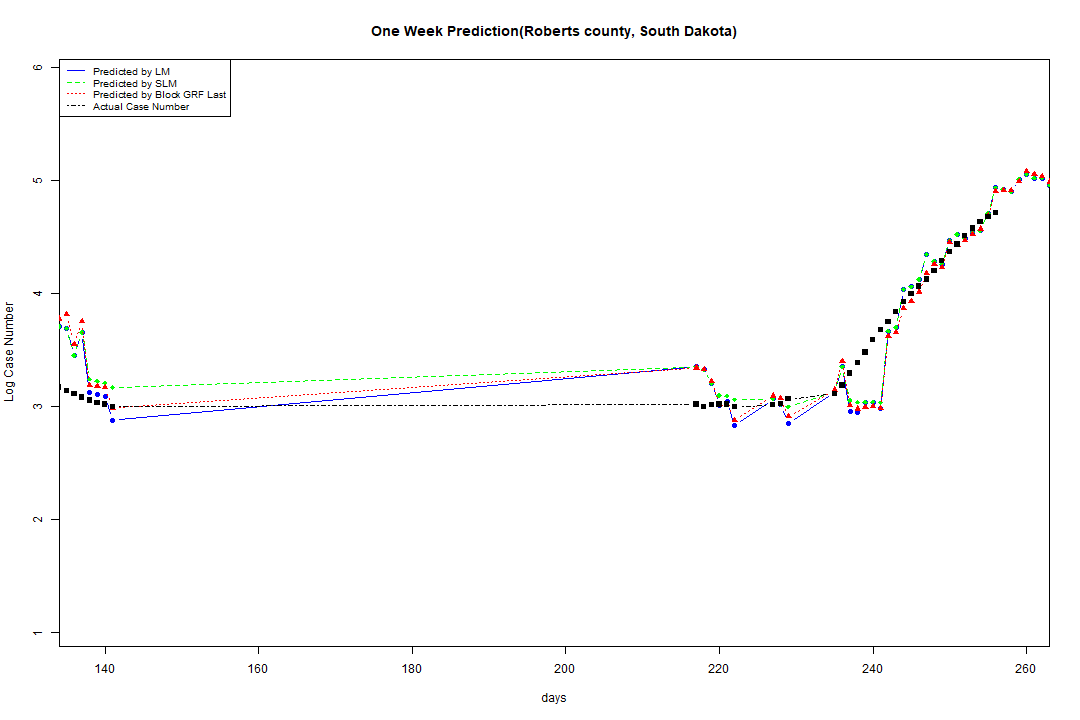 One Week Prediction(Roberts county, South Dakota)
Predicted by LM
Predicted by SLM
Predicted by Block GRF Last
Actual Case Number
6
5
4
3
2
1
Log Case Number
140 160 180 200 220 240 260
days